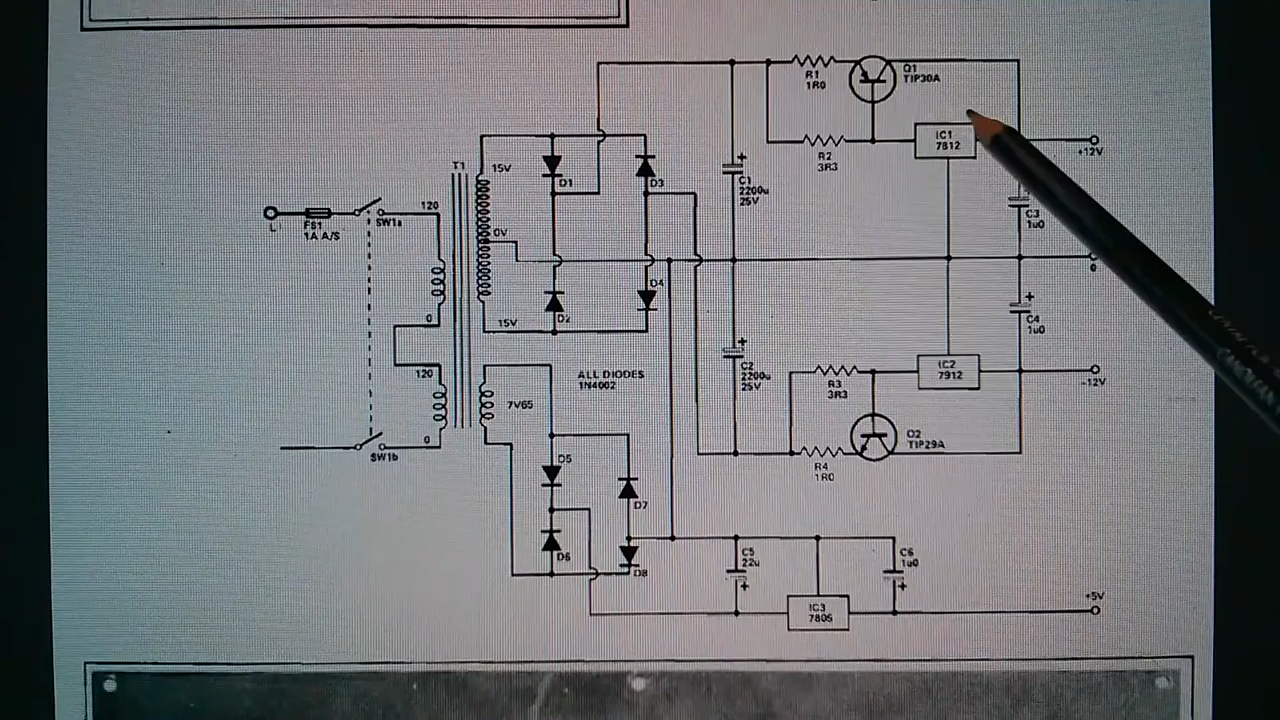 Q1
TIP30A
R1
1R0
IC1
7812
+12V
R2
3R3
T1
15V
D1
D3
C1
2200u
25V
120
SW1a
L
FS1
1A A/S
C3
1u0
0V
0
D4
D2
15V
0
C4
1u0
C2
2200u
25V
IC2
7912
-12V
R3
3R3
120
ALL DIODES
1N4002
7V65
Q2
TIP29A
0
SW1b
D5
R4
1R0
D7
D6
D8
C5
22u
C6
1u0
+5V
IC3
7805